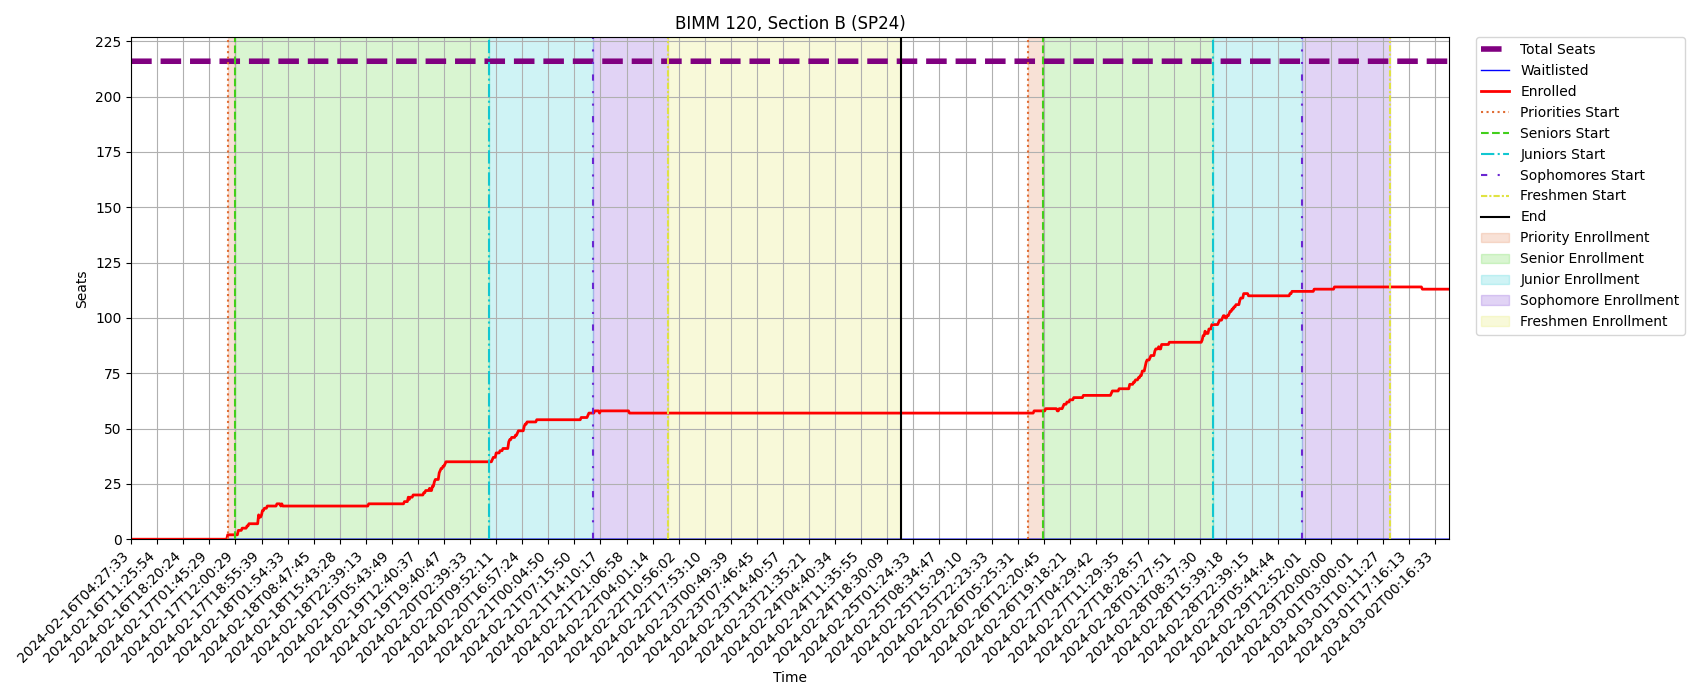 BIMM 120, Section B (SP24)
Seats
225
200
175
150
125
100
75
50
25
0
2024-02-16T04:27:33
2024-02-16T11:25:54
2024-02-16T18:20:24
2024-02-17T01:45:29
2024-02-17T12:00:29
2024-02-17T18:55:39
2024-02-18T01:54:33
2024-02-18T08:47:45
2024-02-18T15:43:28
2024-02-18T22:39:13
2024-02-19T05:43:49
2024-02-19T12:40:37
2024-02-19T19:40:47
2024-02-20T02:39:33
2024-02-20T09:52:11
2024-02-20T16:57:24
2024-02-21T00:04:50
2024-02-21T07:15:50
2024-02-21T14:10:17
2024-02-21T21:06:58
2024-02-22T04:01:14
2024-02-22T10:56:02
2024-02-22T17:53:10
2024-02-23T00:49:39
2024-02-23T07:46:45
2024-02-23T14:40:57
2024-02-23T21:35:21
2024-02-24T04:40:34
2024-02-24T11:35:55
2024-02-24T18:30:09
2024-02-25T01:24:33
2024-02-25T08:34:47
2024-02-25T15:29:10
2024-02-25T22:23:33
2024-02-26T05:25:31
2024-02-26T12:20:45
2024-02-26T19:18:21
2024-02-27T04:29:42
2024-02-27T11:29:35
2024-02-27T18:28:57
2024-02-28T01:27:51
2024-02-28T08:37:30
2024-02-28T15:39:18
2024-02-28T22:39:15
2024-02-29T05:44:44
2024-02-29T12:52:01
2024-02-29T20:00:00
2024-03-01T03:00:01
2024-03-01T10:11:27
2024-03-01T17:16:13
2024-03-02T00:16:33
Time
Total Seats
Waitlisted
Enrolled
Priorities Start
Seniors Start
Juniors Start
Sophomores Start
Freshmen Start
End
Priority Enrollment
Senior Enrollment
Junior Enrollment
Sophomore Enrollment
Freshmen Enrollment